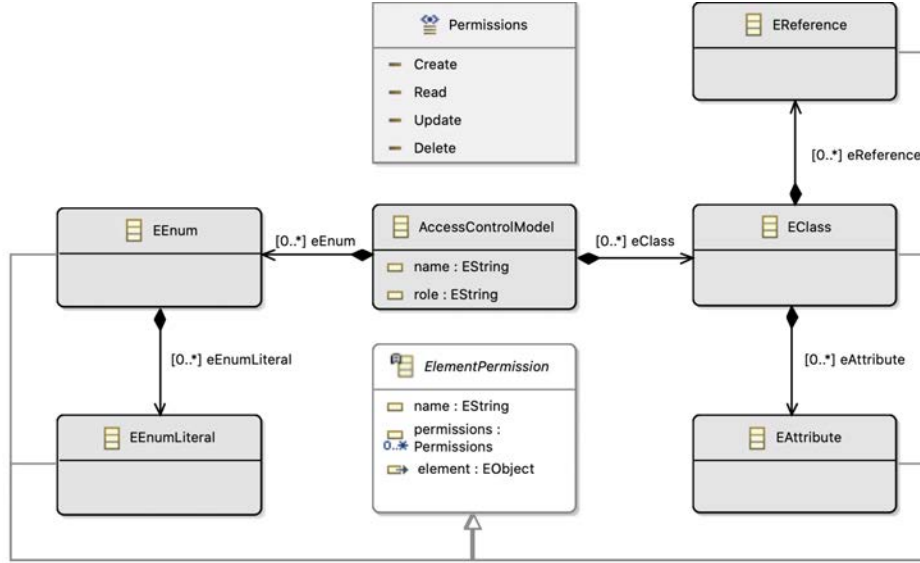 Permissions
Create
Read
Update
Delete
EReference
[0..*] eReference
EEnum
[0..*] eEnum
AccessControlModel
name : EString
role : EString
[0..*] eClass
EClass
[0..*] eEnumLiteral
[0..*] eAttribute
ElementPermission
name : EString
permissions :
0..* Permissions
element : EObject
EEnumLiteral
EAttribute